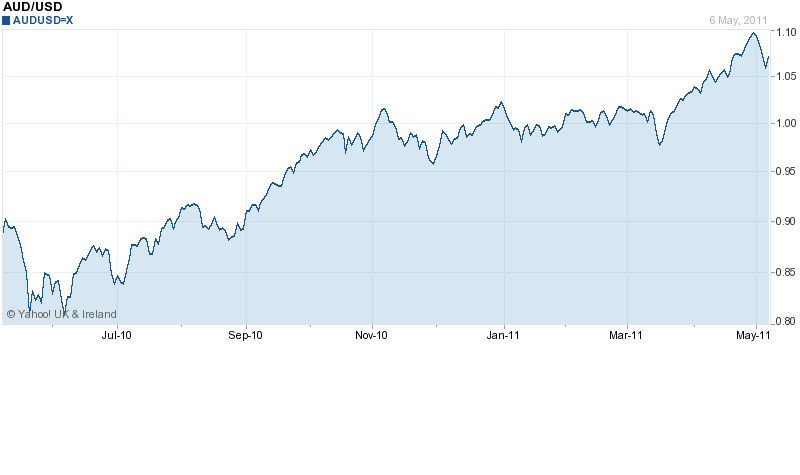 AUD/USD
AUDUSD=X
6 May, 2011
1.10
1.05
1.00
0.95
0.90
0.85
0.80
© Yahoo! UK & Ireland
Jul-10 Sep-10 Nov-10 Jan-11 Mar-11 May-11